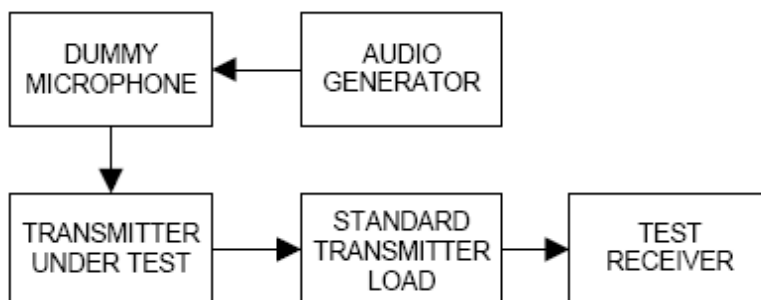 DUMMY
MICROPHONE
AUDIO
GENERATOR
TRANSMITTER
UNDER TEST
STANDARD
TRANSMITTER
LOAD
TEST
RECEIVER